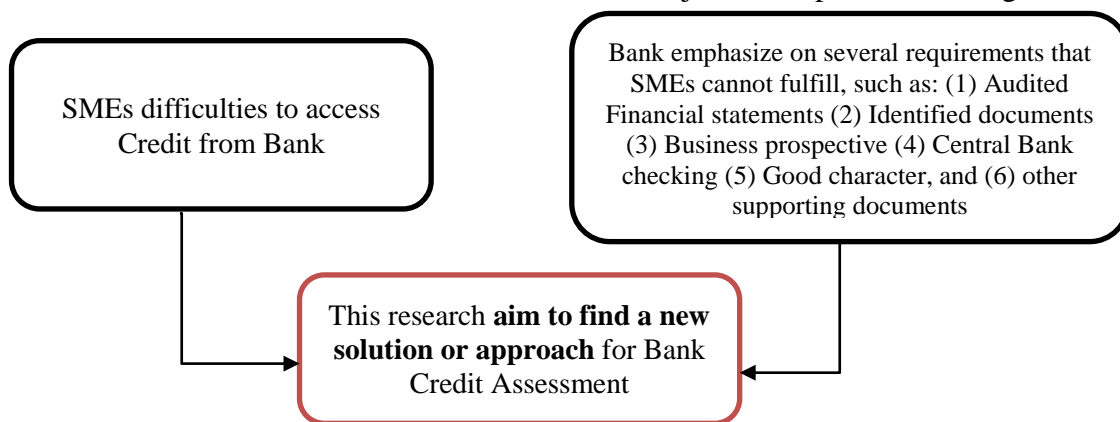 SMEs difficulties to access
Credit from Bank
Bank emphasize on several requirements that
SMEs cannot fulfill, such as: (1) Audited
Financial statements (2) Identified documents
(3) Business prospective (4) Central Bank
checking (5) Good character, and (6) other
supporting documents
This research aim to find a new
solution or approach for Bank
Credit Assessment